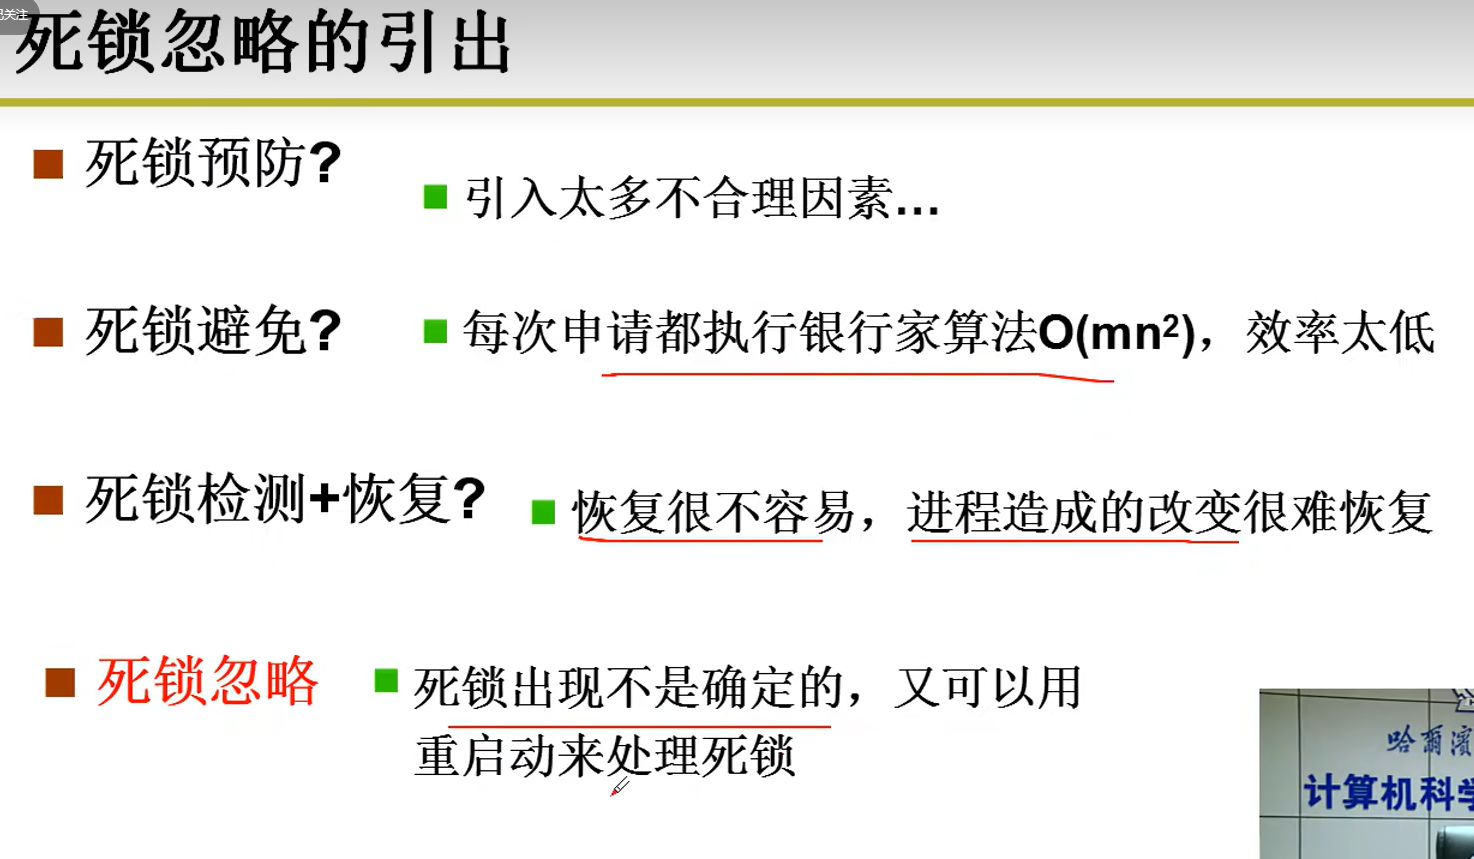 已关注
死锁忽略的引出
死锁预防?
引入太多不合理因素...
死锁避免?
每次申请都执行银行家算法O(mn²)，效率太低
死锁检测+恢复?
恢复很不容易，进程造成的改变很难恢复
死锁忽略
死锁出现不是确定的，又可以用
重启动来处理死锁
哈爾濱
计算机科学